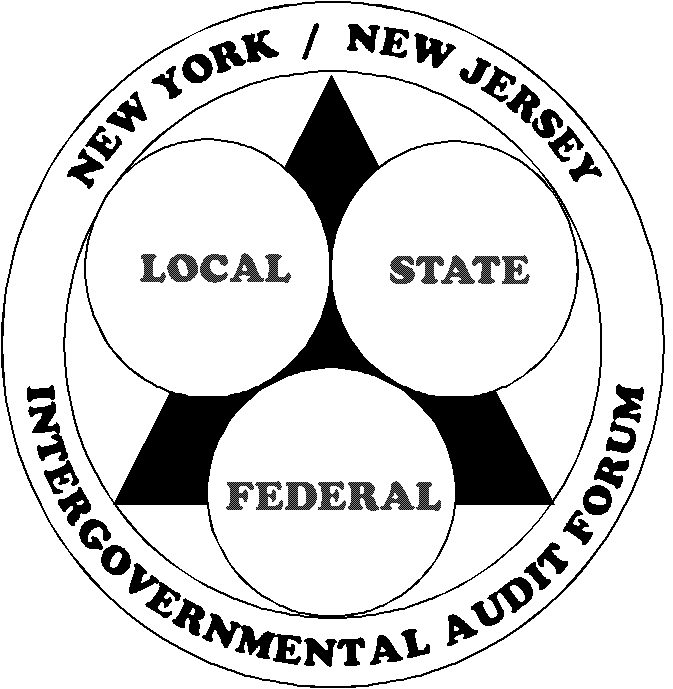 NEW YORK / NEW JERSEY
LOCAL
STATE
FEDERAL
INTERGOVERNMENTAL AUDIT FORUM